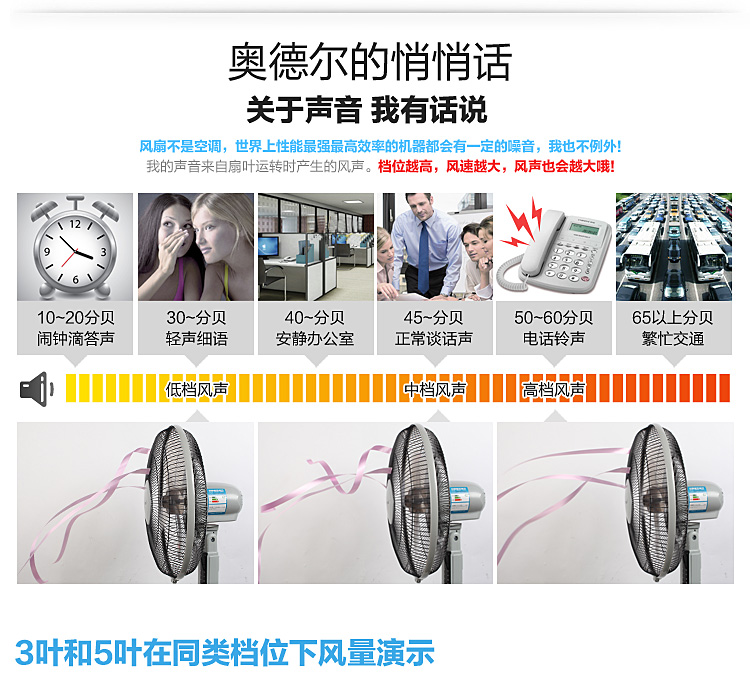 奥德尔的悄悄话
关于声音 我有话说
风扇不是空调，世界上性能最强最高效率的机器都会有一定的噪音，我也不例外！
我的声音来自扇叶运转时产生的风声。档位越高，风速越大，风声也会越大哦！
12
3
6
9
10~20分贝
闹钟滴答声
30~分贝
轻声细语
40~分贝
安静办公室
45~分贝
正常谈话声
50~60分贝
电话铃声
65以上分贝
繁忙交通
低档风声
中档风声
高档风声
3叶和5叶在同类档位下风量演示